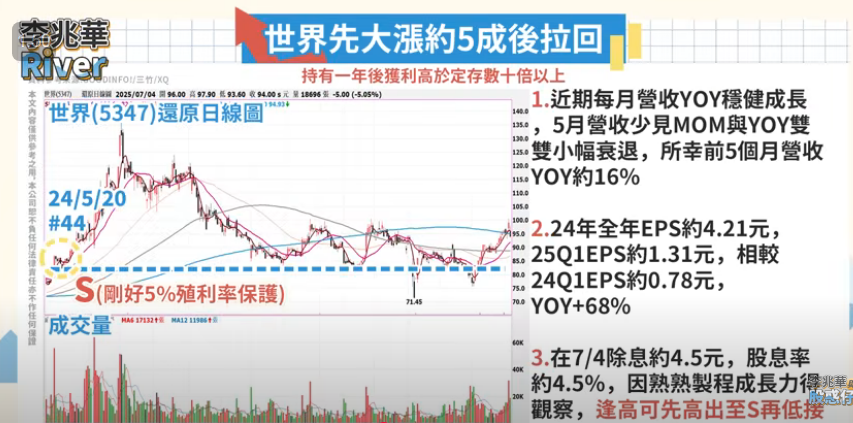 李兆華
River
世界先大漲約5成後拉回
持有一年後獲利高於定存數十倍以上
世界(5347) 還原日線圖 2025/07/04 開 96.00 高 97.90 低 93.60 收 94.00 s 元 量 18696 張 -5.00 (-5.05%)
94.93
世界(5347)還原日線圖
140.0
135.0
130.0
125.0
120.0
115.0
110.0
105.0
100.0
95.0
90.0
85.0
80.0
75.0
70.0
24/5/20
#44
S(剛好5%殖利率保護)
71.45
成交量
MA6 17132 張 MA12 11986 張
60K
40K
20K
本文內容僅供參考之用,本公司恕不負任何法律責任亦不作任何保證
1.近期每月營收YOY穩健成長
,5月營收少見MOM與YOY雙
雙小幅衰退,所幸前5個月營收
YOY約16%
2.24年全年EPS約4.21元,
25Q1EPS約1.31元,相較
24Q1EPS約0.78元,
YOY+68%
3.在7/4除息約4.5元,股息率
約4.5%,因熟熟製程成長力得
觀察,逢高可先高出至S再低接
李兆華
股惑仔